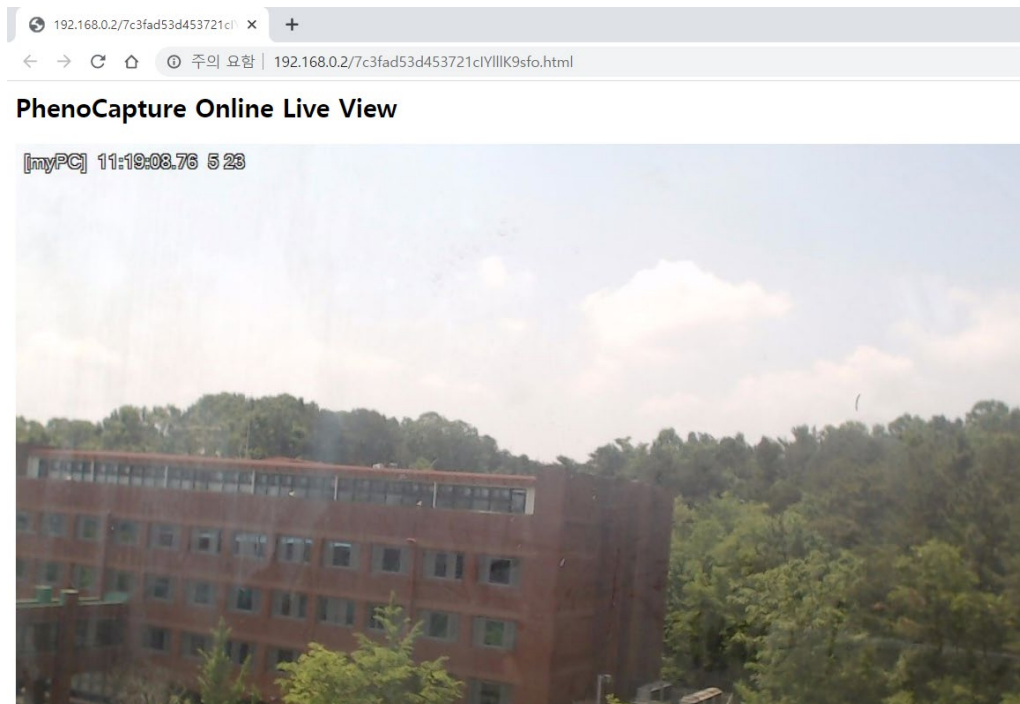 192.168.0.2/7c3fad53d453721cl
주의 요함 192.168.0.2/7c3fad53d453721clYlllK9sfo.html
PhenoCapture Online Live View
[myPC] 11:19:08.76 5 23